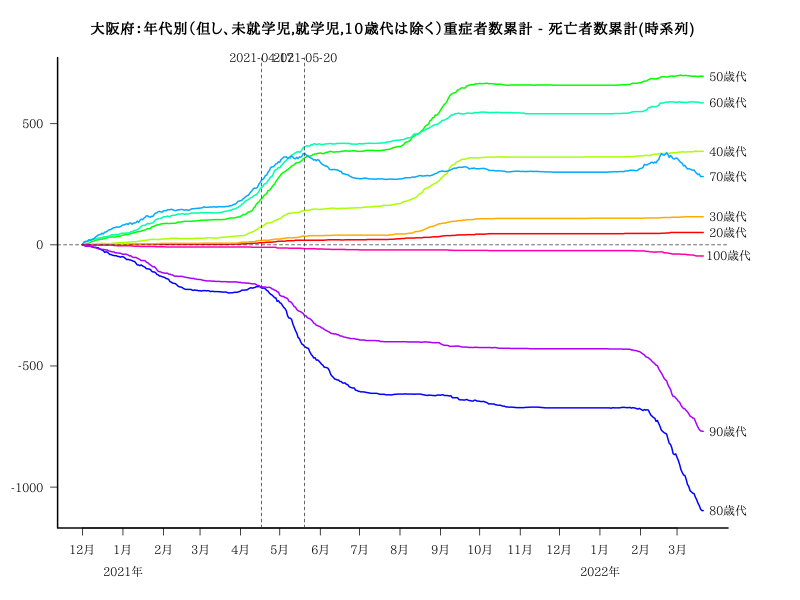 大阪府：年代別(但し、未就学児,就学児,10歳代は除く)重症者数累計 - 死亡者数累計(時系列)
2021-04-17
2021-05-20
50歳代
60歳代
40歳代
70歳代
30歳代
20歳代
100歳代
90歳代
80歳代
500
0
-500
-1000
12月 1月 2月 3月 4月 5月 6月 7月 8月 9月 10月 11月 12月 1月 2月 3月
2021年 2022年